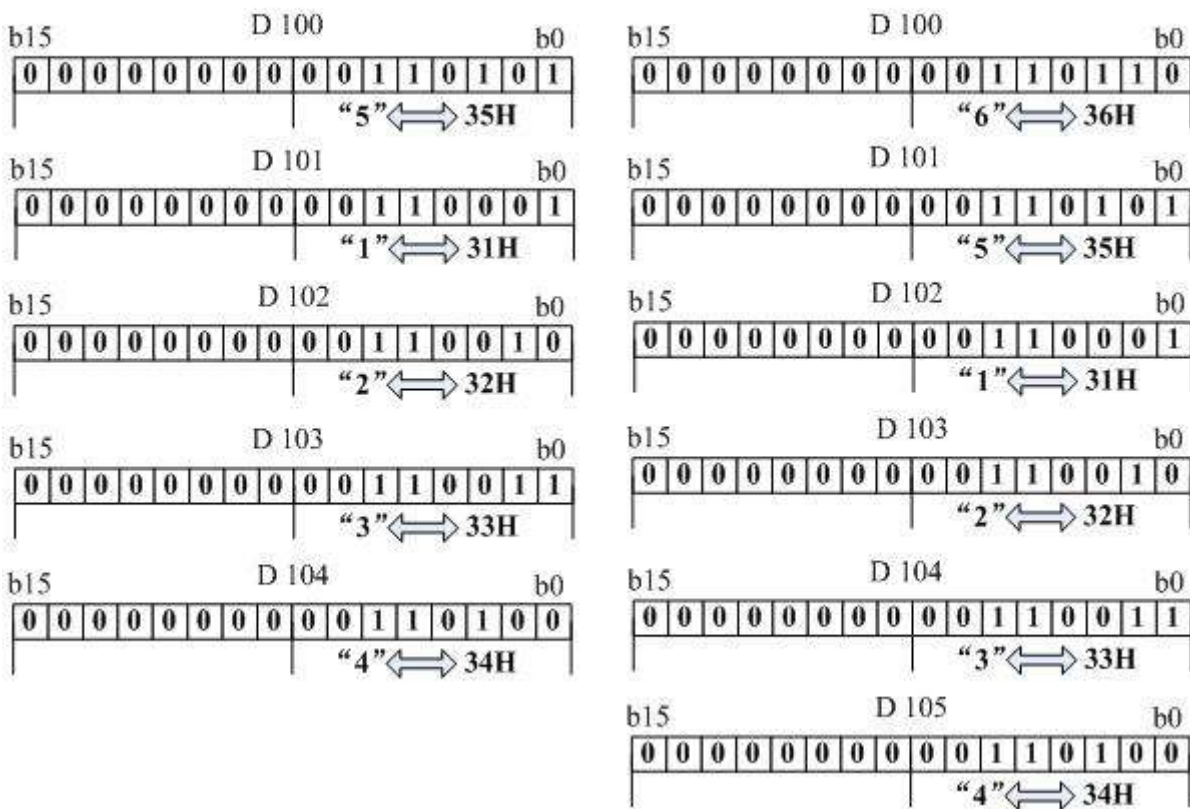 b15 D 100 b0
0 0 0 0 0 0 0 0 0 0 1 1 0 1 0 1
“5” 35H
b15 D 101 b0
0 0 0 0 0 0 0 0 0 0 1 1 0 0 0 1
“1” 31H
b15 D 102 b0
0 0 0 0 0 0 0 0 0 0 1 1 0 0 1 0
“2” 32H
b15 D 103 b0
0 0 0 0 0 0 0 0 0 0 1 1 0 0 1 1
“3” 33H
b15 D 104 b0
0 0 0 0 0 0 0 0 0 0 1 1 0 1 0 0
“4” 34H
b15 D 100 b0
0 0 0 0 0 0 0 0 0 0 1 1 0 1 1 0
“6” 36H
b15 D 101 b0
0 0 0 0 0 0 0 0 0 0 1 1 0 1 0 1
“5” 35H
b15 D 102 b0
0 0 0 0 0 0 0 0 0 0 1 1 0 0 0 1
“1” 31H
b15 D 103 b0
0 0 0 0 0 0 0 0 0 0 1 1 0 0 1 0
“2” 32H
b15 D 104 b0
0 0 0 0 0 0 0 0 0 0 1 1 0 0 1 1
“3” 33H
b15 D 105 b0
0 0 0 0 0 0 0 0 0 0 1 1 0 1 0 0
“4” 34H